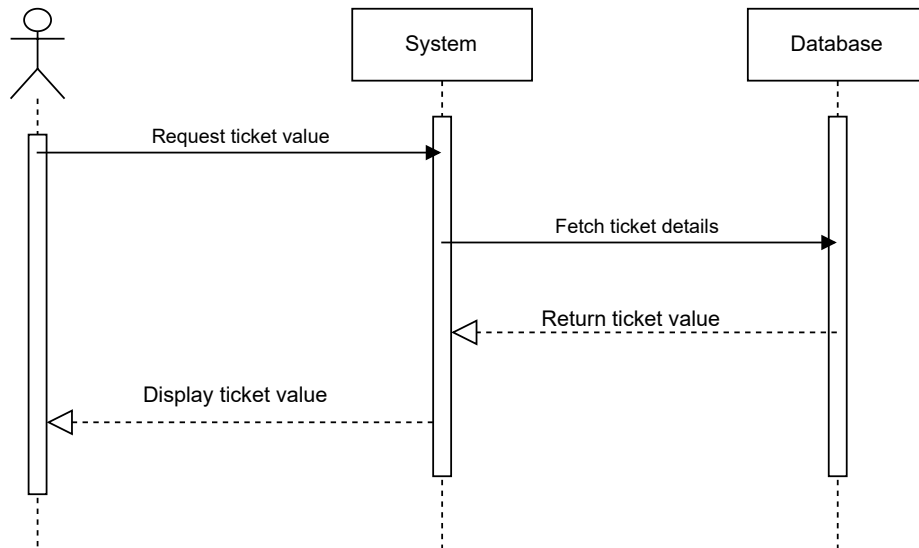 System
Database
Request ticket value
Fetch ticket details
Return ticket value
Display ticket value